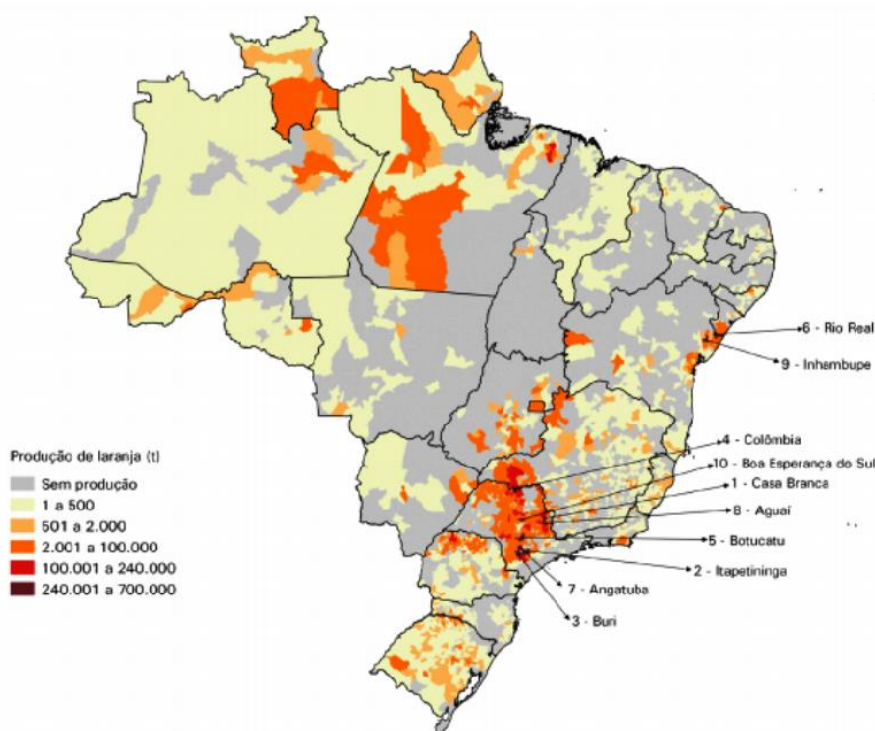 6 - Rio Real
9 - Inhambupe
4 - Colômbia
10 - Boa Esperança do Sul
1 - Casa Branca
8 - Aguaí
5 - Botucatu
2 - Itapetininga
7 - Angatuba
3 - Buri
Produção de laranja (t)
Sem produção
1 a 500
501 a 2.000
2.001 a 100.000
100.001 a 240.000
240.001 a 700.000